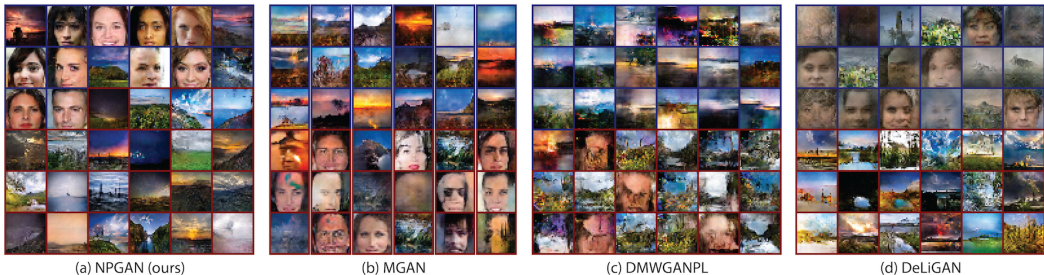 (a) NPGAN (ours)
(b) MGAN
(c) DMWGANPL
(d) DeLiGAN